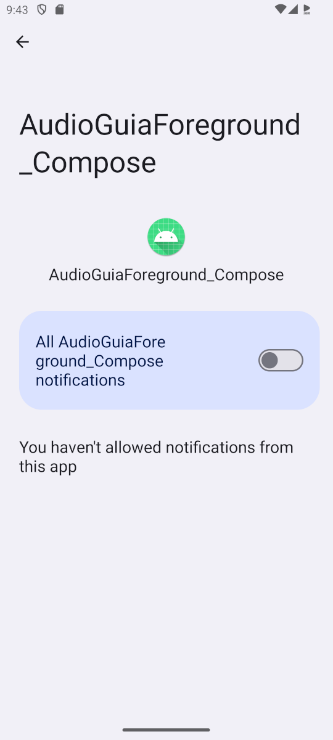 9:43
AudioGuiaForeground
_Compose
AudioGuiaForeground_Compose
All AudioGuiaFore
ground_Compose
notifications
You haven't allowed notifications from
this app